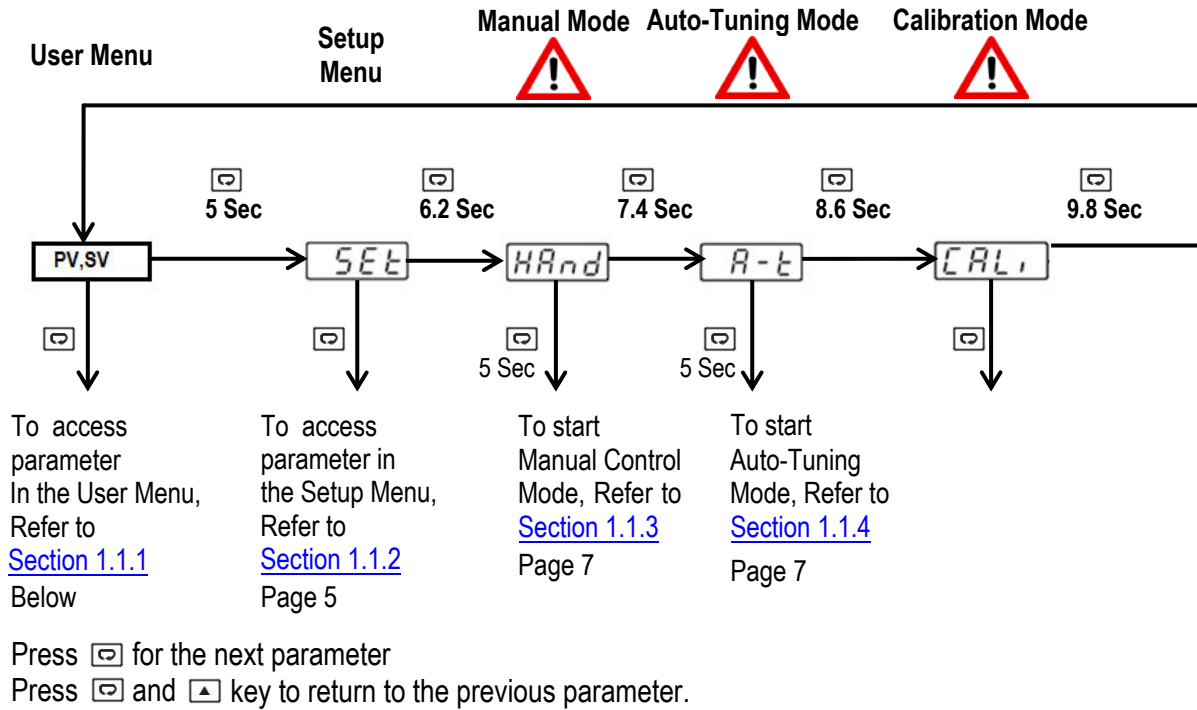 User Menu
Setup
Menu
Manual Mode
Auto-Tuning Mode
Calibration Mode
5 Sec
6.2 Sec
7.4 Sec
8.6 Sec
9.8 Sec
PV,SV
SEt
HAnd
A-t
CALi
5 Sec
5 Sec
To access
parameter
In the User Menu,
Refer to
Section 1.1.1
Below
To access
parameter in
the Setup Menu,
Refer to
Section 1.1.2
Page 5
To start
Manual Control
Mode, Refer to
Section 1.1.3
Page 7
To start
Auto-Tuning
Mode, Refer to
Section 1.1.4
Page 7
Press for the next parameter
Press and key to return to the previous parameter.